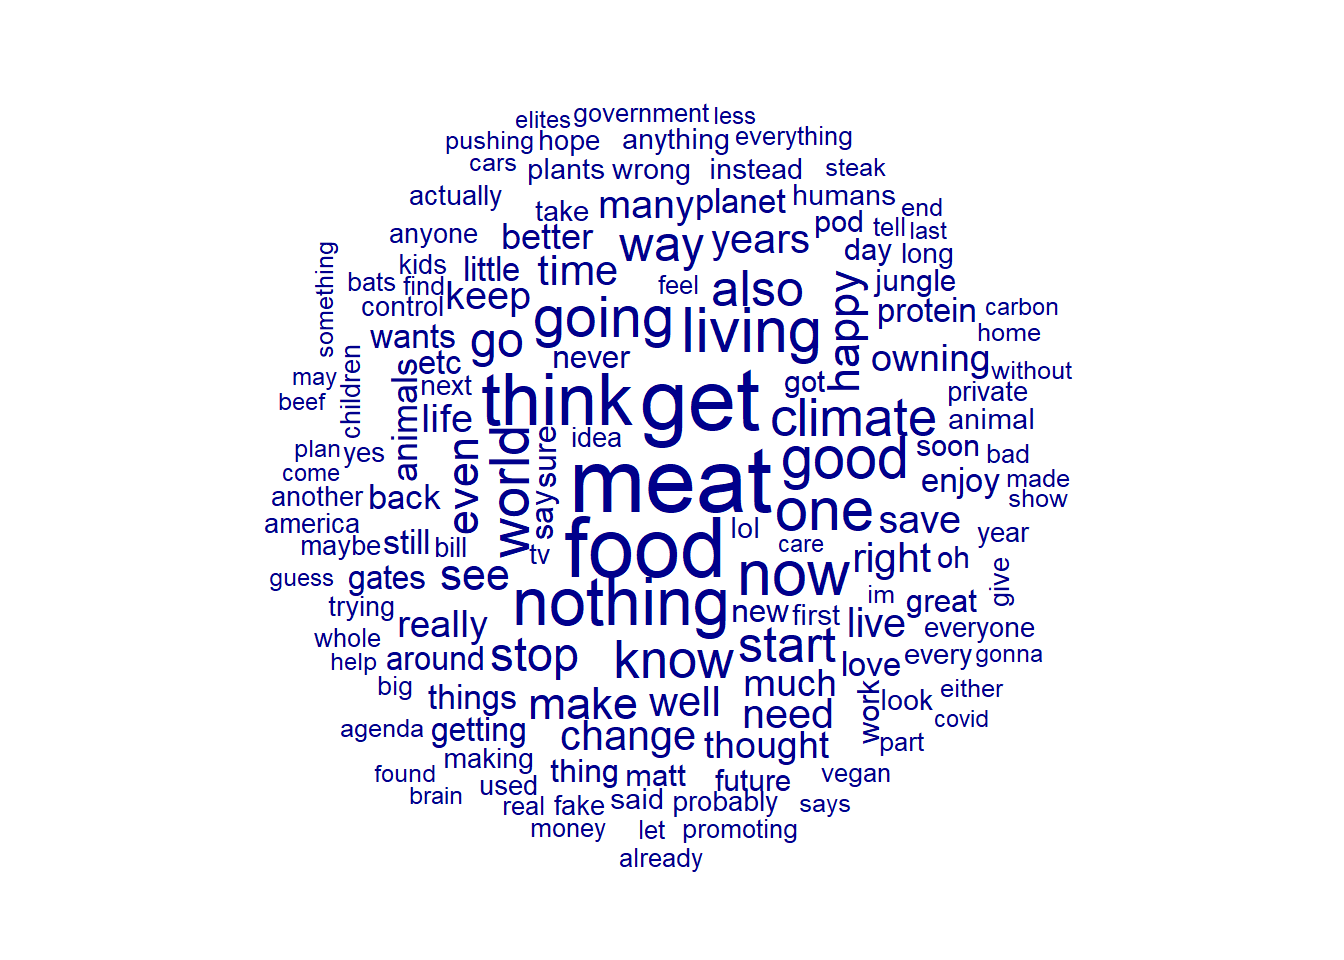 elites government less
pushing hope anything everything
cars plants wrong instead steak
actually take many planet humans end
anyone better way years pod tell last
something kids little time feel also happy day long
bats find keep jungle
control going living protein carbon
wants go home
etc never owning without
may children animals next think get got private
beef life climate animal
plan yes even world sure idea good soon bad
come meat enjoy made
another back say one save show
america lol year
maybe still bill tv food care right oh
guess gates see now im give
trying nothing new first great
whole really live everyone
help around stop know start love every gonna
big things make well much work look either
agenda getting need covid
change thought part
making
found thing matt future vegan
brain used real fake said probably says
money let promoting
already